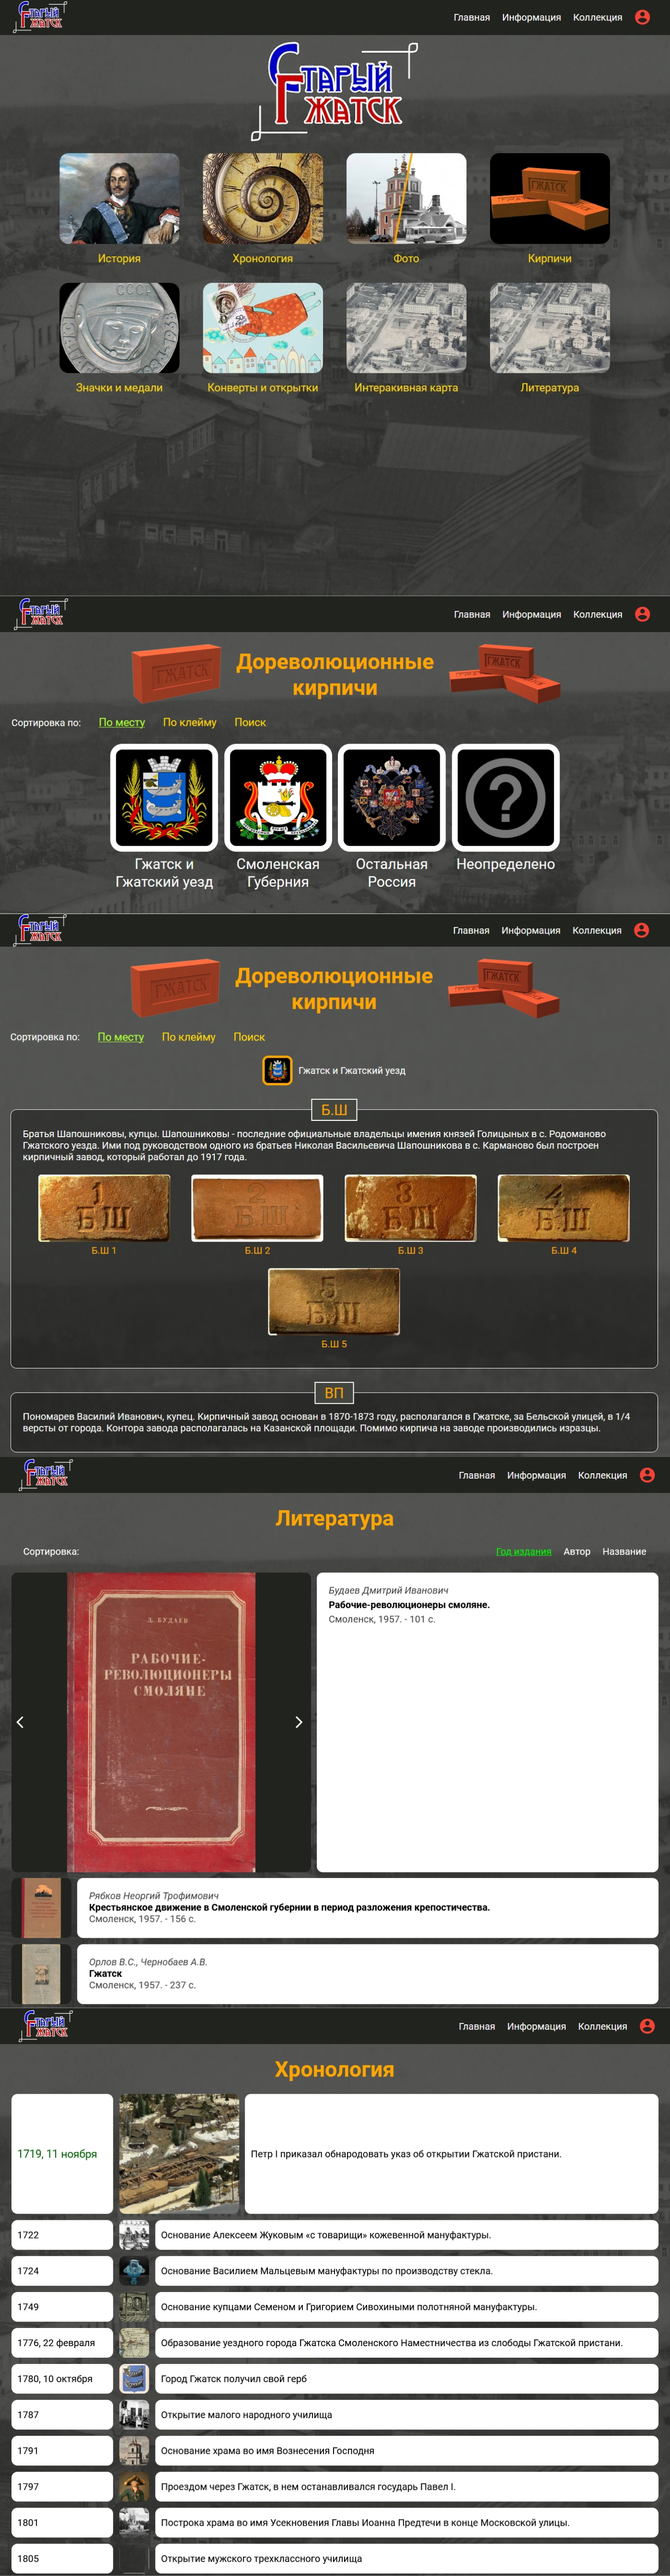 Старый Гжатск
Главная Информация Коллекция
Старый
Гжатск
ГЖАТСК
История Хронология Фото Кирпичи
СССР
50
Значки и медали Конверты и открытки Интеракивная карта Литература
Старый Гжатск
Главная Информация Коллекция
ГЖАТСК
Дореволюционные
кирпичи
ГЖАТСК
Сортировка по: По месту По клейму Поиск
Гжатск и
Гжатский уезд
Смоленская
Губерния
Остальная
Россия
?
Неопределено
Старый Гжатск
Главная Информация Коллекция
ГЖАТСК
Дореволюционные
кирпичи
ГЖАТСК
Сортировка по: По месту По клейму Поиск
Гжатск и Гжатский уезд
Б.Ш
Братья Шапошниковы, купцы. Шапошниковы - последние официальные владельцы имения князей Голицыных в с. Родоманово
Гжатского уезда. Ими под руководством одного из братьев Николая Васильевича Шапошникова в с. Карманово был построен
кирпичный завод, который работал до 1917 года.
1
Б.Ш
2
Б.Ш
3
Б.Ш
4
Б.Ш
Б.Ш 1 Б.Ш 2 Б.Ш 3 Б.Ш 4
5
Б.Ш
Б.Ш 5
ВП
Пономарев Василий Иванович, купец. Кирпичный завод основан в 1870-1873 году, располагался в Гжатске, за Бельской улицей, в 1/4
версты от города. Контора завода располагалась на Казанской площади. Помимо кирпича на заводе производились изразцы.
Старый Гжатск
Главная Информация Коллекция
Литература
Сортировка: Год издания Автор Название
Д. БУДАЕВ
РАБОЧИЕ-
РЕВОЛЮЦИОНЕРЫ
СМОЛЯНЕ
Будаев Дмитрий Иванович
Рабочие-революционеры смоляне.
Смоленск, 1957. - 101 с.
Рябков Неоргий Трофимович
Крестьянское движение в Смоленской губернии в период разложения крепостичества.
Смоленск, 1957. - 156 с.
Орлов В.С., Чернобаев А.В.
Гжатск
Смоленск, 1957. - 237 с.
Старый Гжатск
Главная Информация Коллекция
Хронология
1719, 11 ноября Петр I приказал обнародовать указ об открытии Гжатской пристани.
1722 Основание Алексеем Жуковым «с товарищи» кожевенной мануфактуры.
1724 Основание Василием Мальцевым мануфактуры по производству стекла.
1749 Основание купцами Семеном и Григорием Сивохиными полотняной мануфактуры.
1776, 22 февраля Образование уездного города Гжатска Смоленского Наместничества из слободы Гжатской пристани.
1780, 10 октября Город Гжатск получил свой герб
1787 Открытие малого народного училища
1791 Основание храма во имя Вознесения Господня
1797 Проездом через Гжатск, в нем останавливался государь Павел I.
1801 Построка храма во имя Усекновения Главы Иоанна Предтечи в конце Московской улицы.
1805 Открытие мужского трехклассного училища